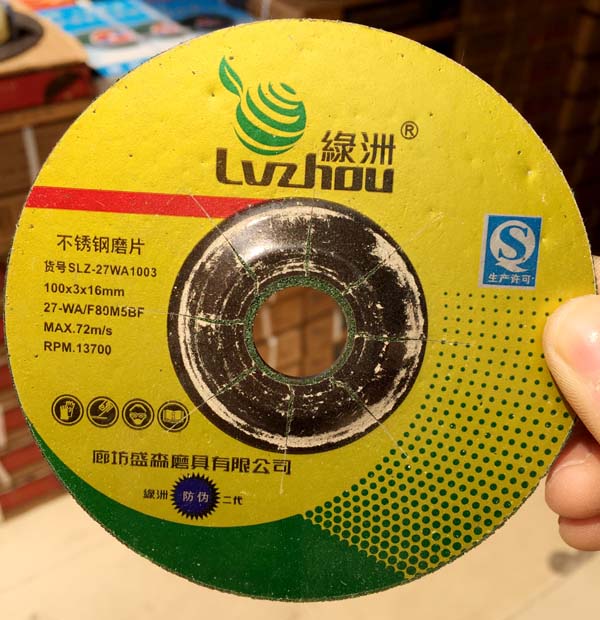 綠洲®
Lvzhou
不锈钢磨片
货号SLZ-27WA1003
100x3x16mm
27-WA/F80M5BF
MAX.72m/s
RPM.13700
生产许可
廊坊盛森磨具有限公司
綠洲 防伪 二代